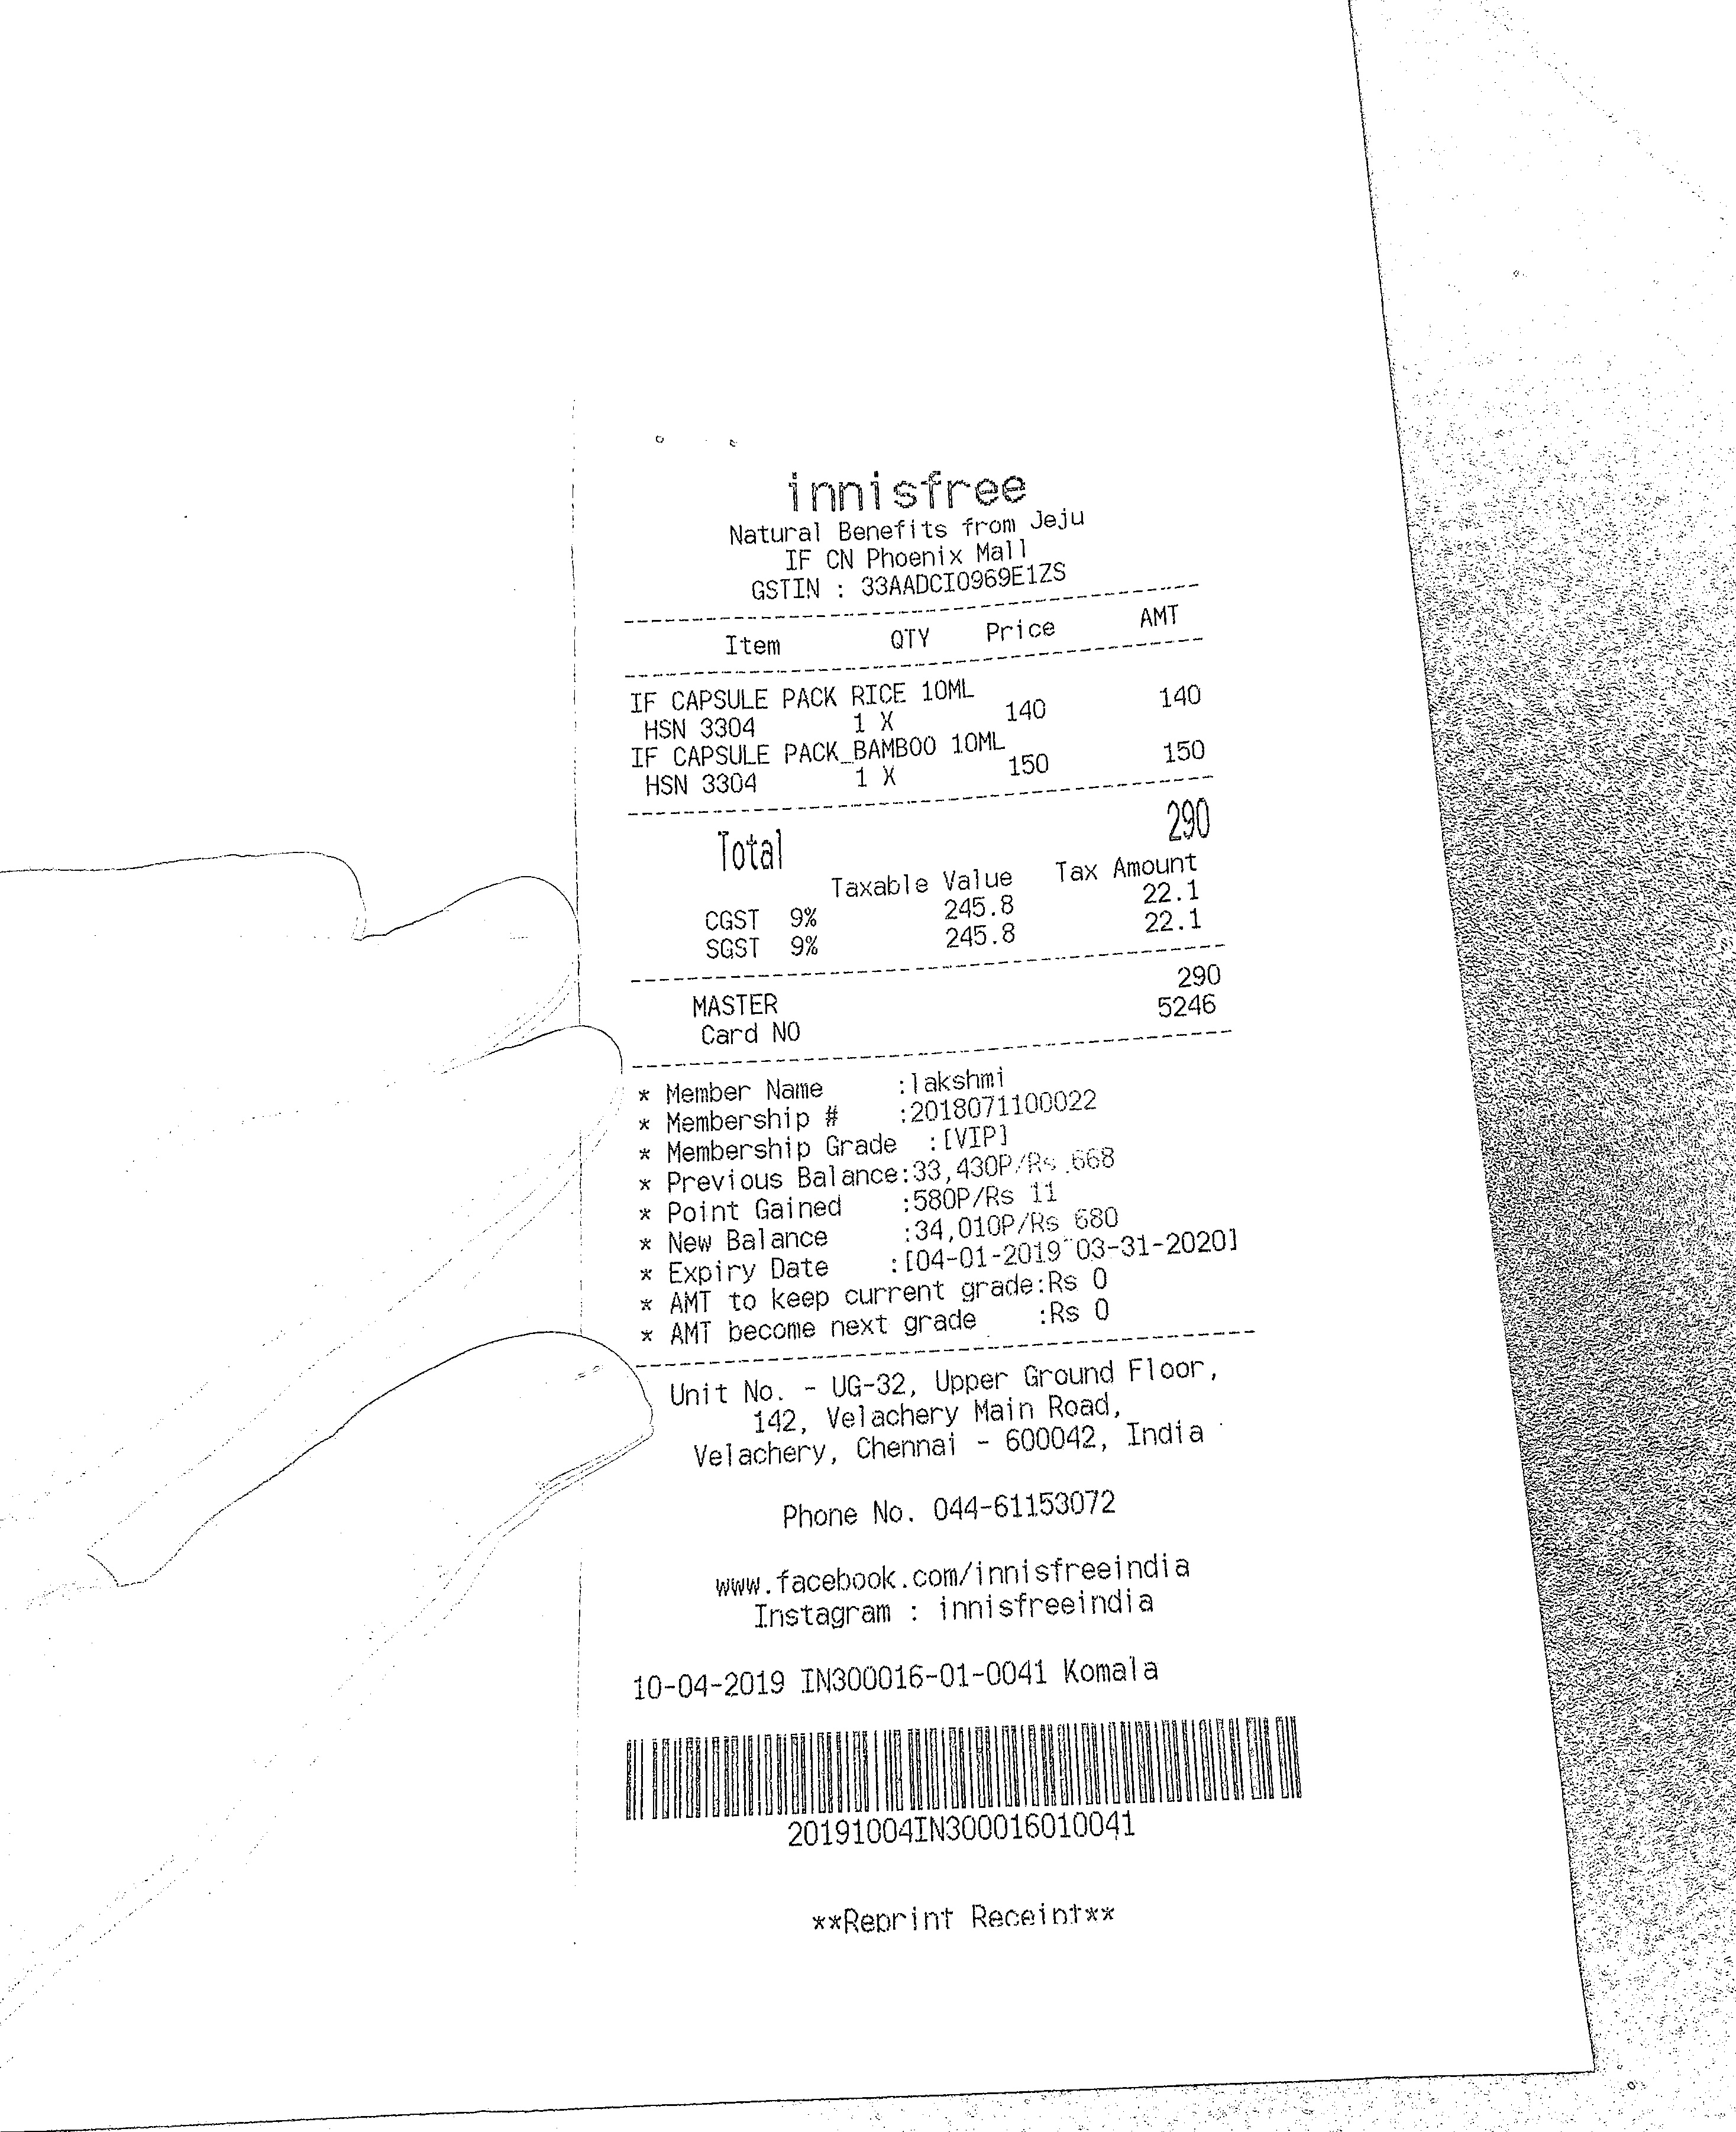 innisfree
Natural Benefits from Jeju
IF CN Phoenix Mall
GSTIN : 33AADCI0969E1ZS
Item QTY Price AMT
IF CAPSULE PACK RICE 10ML
HSN 3304 1 X 140 140
IF CAPSULE PACK_BAMBOO 10ML
HSN 3304 1 X 150 150
Total 290
Taxable Value Tax Amount
CGST 9% 245.8 22.1
SGST 9% 245.8 22.1
MASTER 290
Card NO 5246
* Member Name :lakshmi
* Membership # :2018071100022
* Membership Grade :[VIP]
* Previous Balance:33,430P/Rs 668
* Point Gained :580P/Rs 11
* New Balance :34,010P/Rs 680
* Expiry Date :[04-01-2019~03-31-2020]
* AMT to keep current grade:Rs 0
* AMT become next grade :Rs 0
Unit No. - UG-32, Upper Ground Floor,
142, Velachery Main Road,
Velachery, Chennai - 600042, India
Phone No. 044-61153072
www.facebook.com/innisfreeindia
Instagram : innisfreeindia
10-04-2019 IN300016-01-0041 Komala
20191004IN300016010041
**Reprint Receipt**